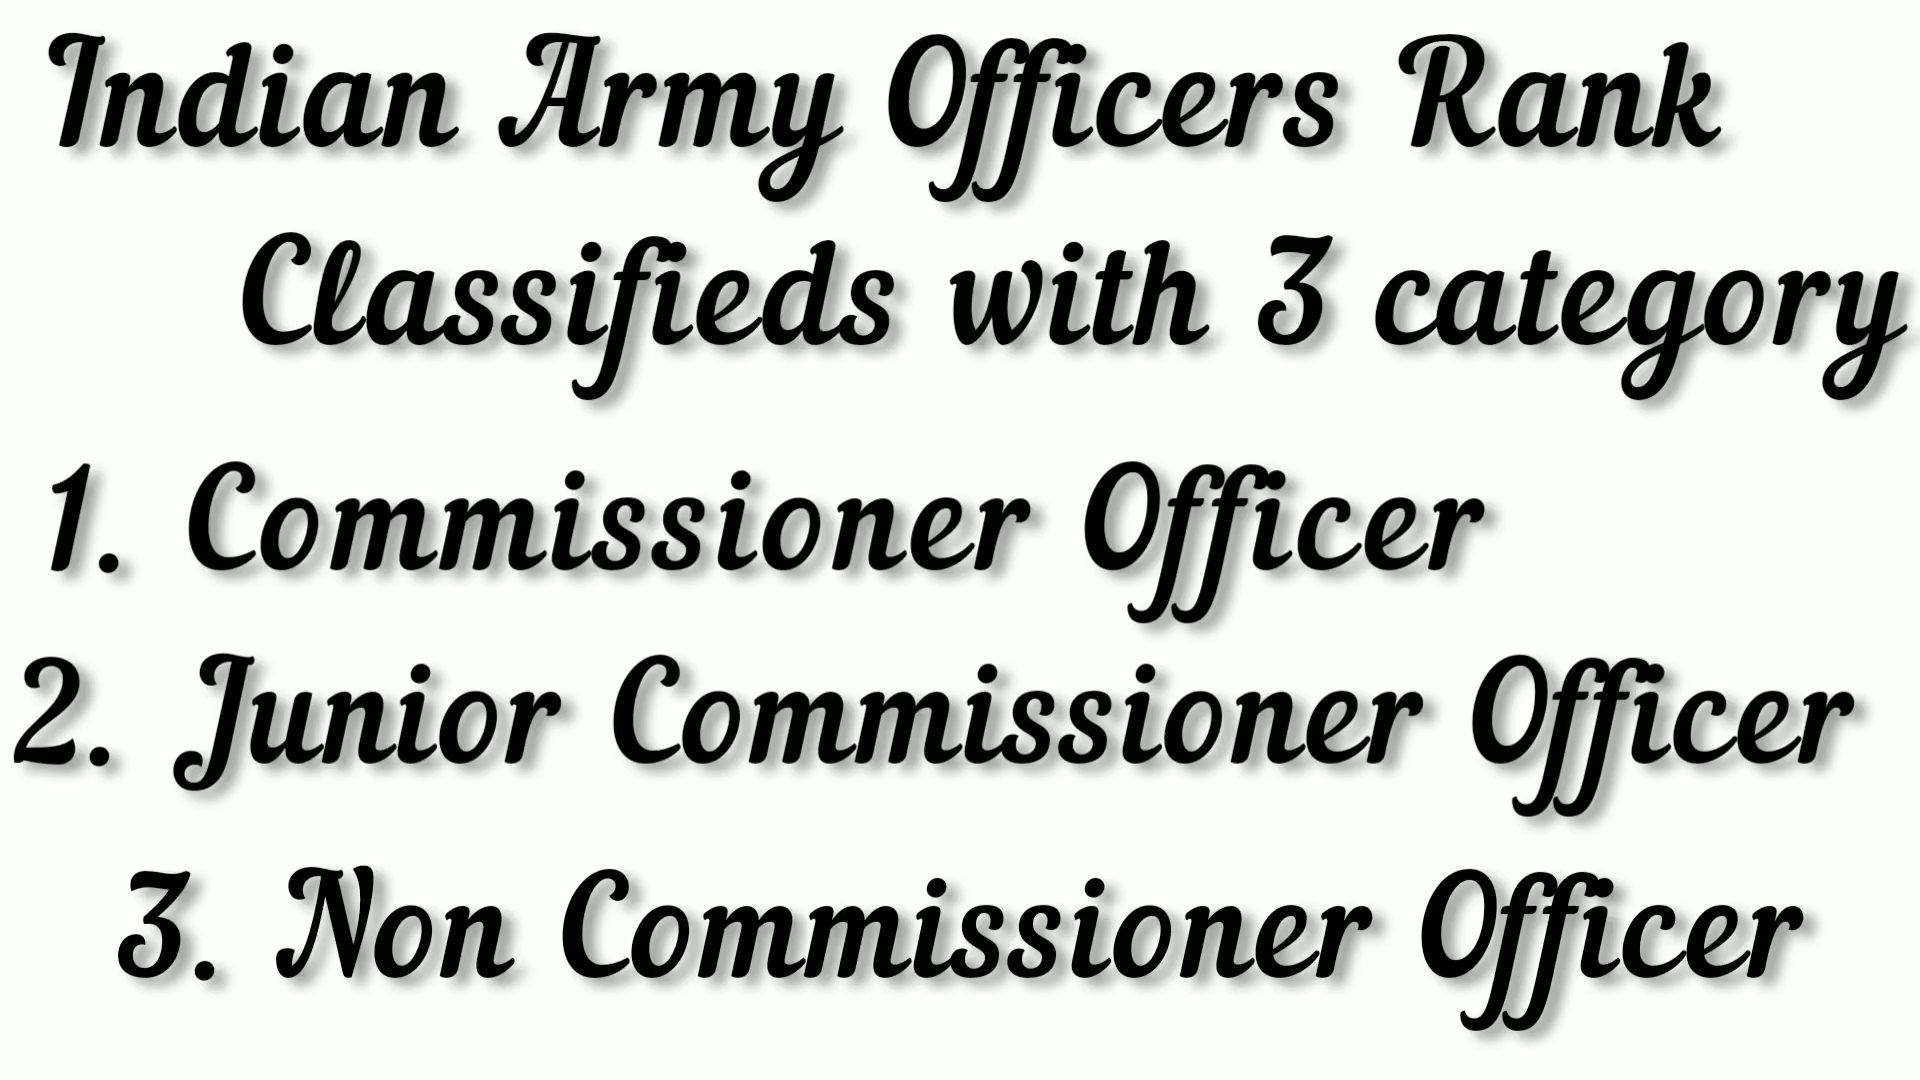 Indian Army Officers Rank
Classifieds with 3 category
1. Commissioner Officer
2. Junior Commissioner Officer
3. Non Commissioner Officer